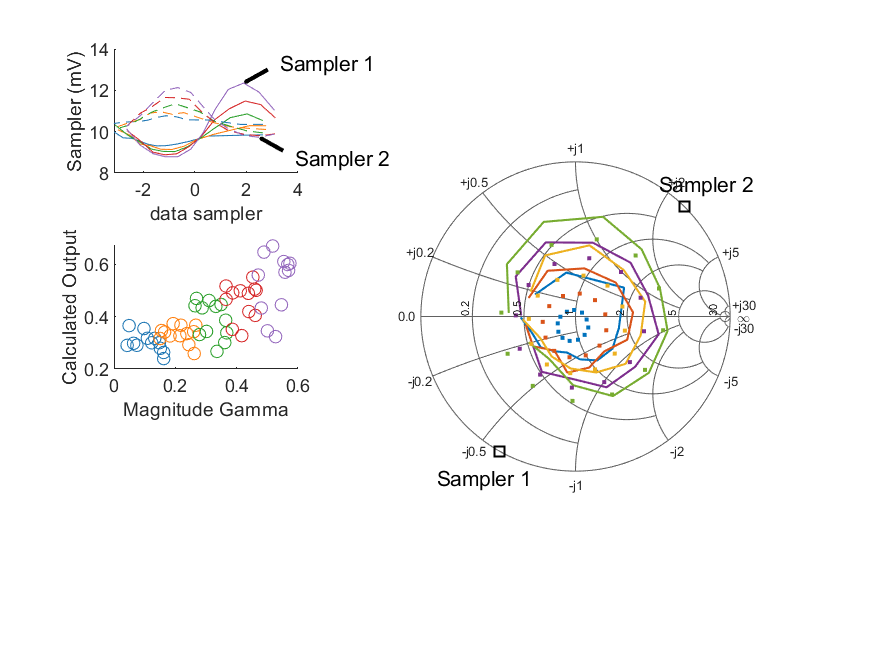 14
12
10
8
Sampler (mV)
-2
0
2
4
data sampler
Sampler 1
Sampler 2
0.6
0.4
0.2
Calculated Output
0
0.2
0.4
0.6
Magnitude Gamma
+j1
+j0.5
Sampler 2
+j0.2
+j5
0.0
0.2
0.5
1
2
5
30
+j30
∞
-j30
-j0.2
-j5
-j0.5
-j2
Sampler 1
-j1